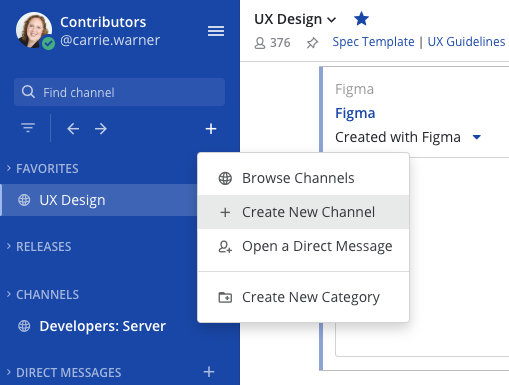 Contributors
@carrie.warner
Find channel
FAVORITES
UX Design
RELEASES
CHANNELS
Developers: Server
DIRECT MESSAGES
Browse Channels
Create New Channel
Open a Direct Message
Create New Category
UX Design
376 Spec Template | UX Guidelines
Figma
Figma
Created with Figma